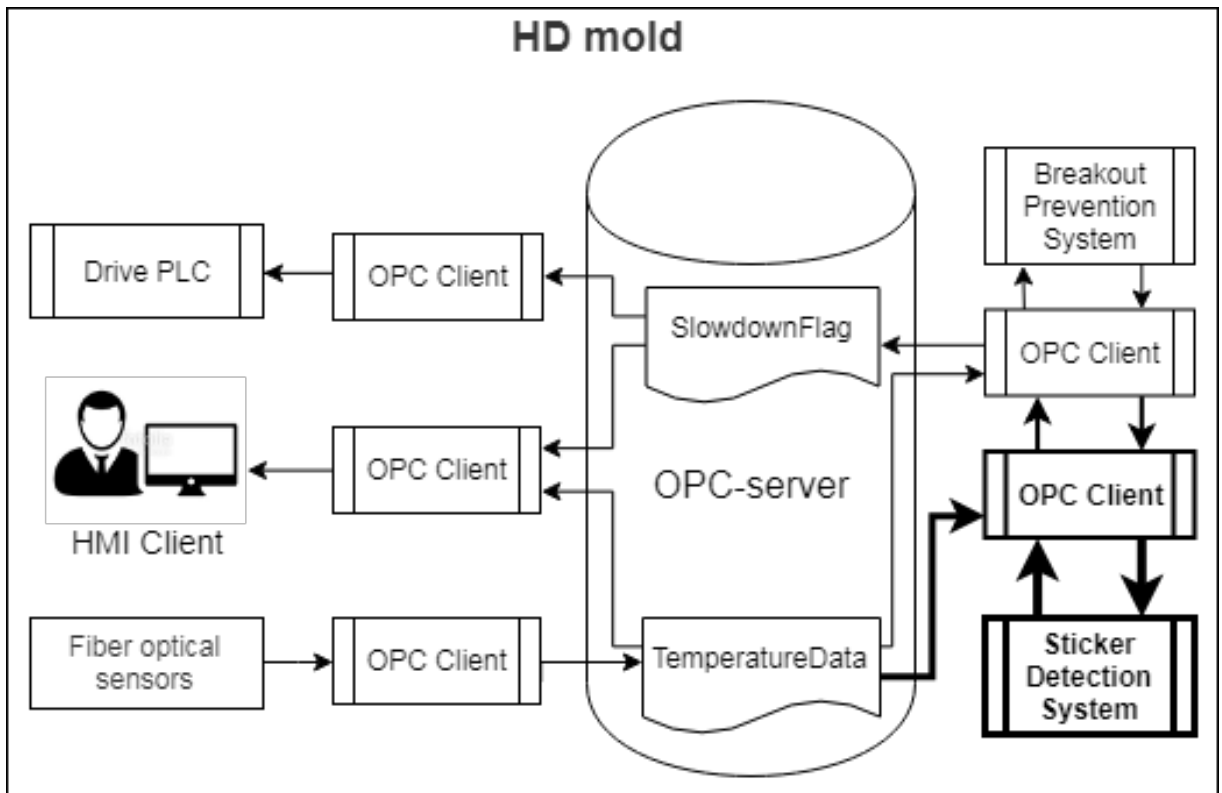 HD mold
Breakout
Prevention
System
Drive PLC
OPC Client
SlowdownFlag
OPC Client
OPC Client
OPC-server
OPC Client
HMI Client
Fiber optical
sensors
OPC Client
TemperatureData
Sticker
Detection
System